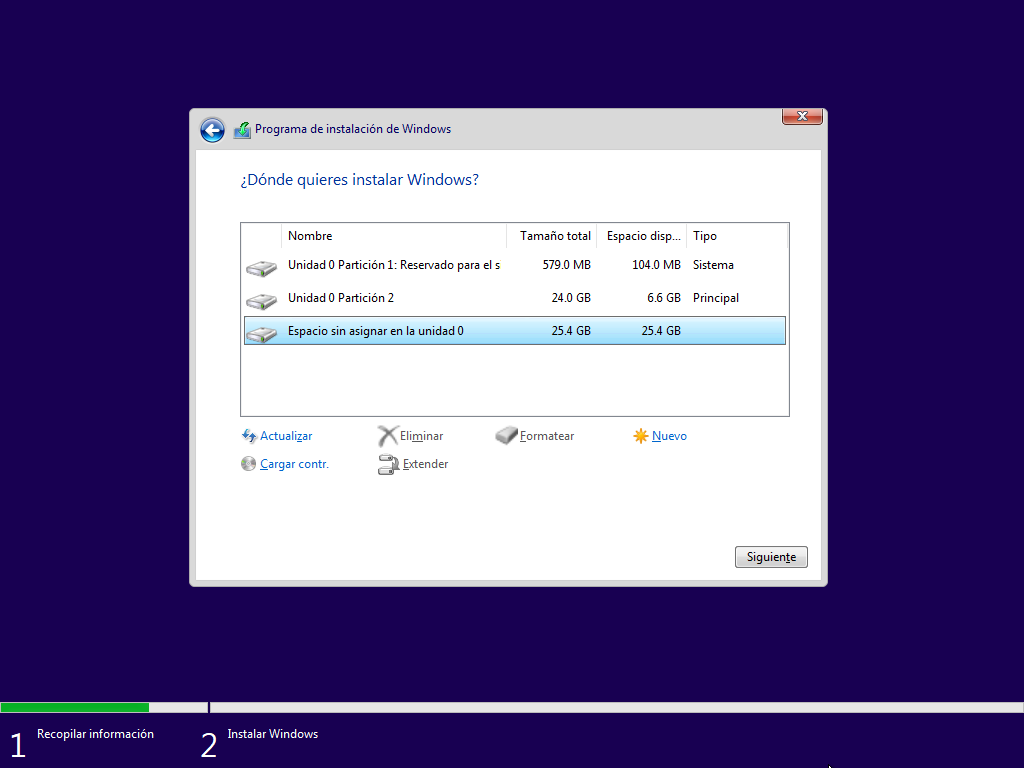 Programa de instalación de Windows
¿Dónde quieres instalar Windows?
Nombre Tamaño total Espacio disp... Tipo
Unidad 0 Partición 1: Reservado para el s 579.0 MB 104.0 MB Sistema
Unidad 0 Partición 2 24.0 GB 6.6 GB Principal
Espacio sin asignar en la unidad 0 25.4 GB 25.4 GB
Actualizar Eliminar Formatear Nuevo
Cargar contr. Extender
Siguiente
1 Recopilar información 2 Instalar Windows